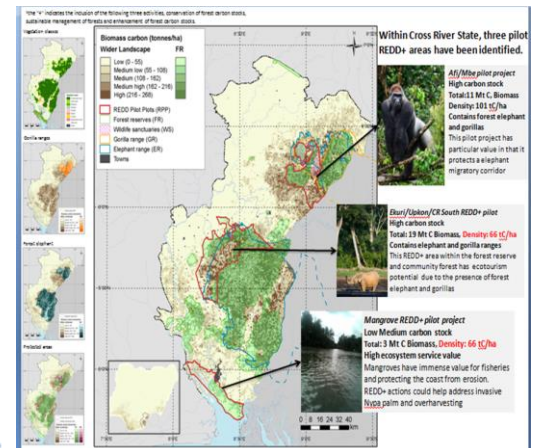 "the "+" indicates the inclusion of the following three activities, conservation of forest carbon stocks,
sustainable management of forests and enhancement of forest carbon stocks.
Vegetation classes
Gorilla ranges
Forest elephant
Protected areas
Biomass carbon (tonnes/ha)
Wider Landscape FR
Low (0 - 55)
Medium low (55 - 108)
Medium (108 - 162)
Medium high (162 - 216)
High (216 - 268)
REDD Pilot Plots (RPP)
Forest reserves (FR)
Wildlife sanctuaries (WS)
Gorilla range (GR)
Elephant range (ER)
Towns
0 8 16 24 32 40
km
Within Cross River State, three pilot
REDD+ areas have been identified.
Afi/Mbe pilot project
High carbon stock
Total:11 Mt C, Biomass
Density: 101 tC/ha
Contains forest elephant
and gorillas
This pilot project has
particular value in that it
protects a elephant
migratory corridor
Ekuri/Upkon/CR South REDD+ pilot
High carbon stock
Total: 19 Mt C Biomass, Density: 66 tC/ha
Contains elephant and gorilla ranges
This REDD+ area within the forest reserve
and community forest has ecotourism
potential due to the presence of forest
elephant and gorillas
Mangrove REDD+ pilot project
Low Medium carbon stock
Total: 3 Mt C Biomass, Density: 66 tC/ha
High ecosystem service value
Mangroves have immense value for fisheries
and protecting the coast from erosion.
REDD+ actions could help address invasive
Nypa palm and overharvesting